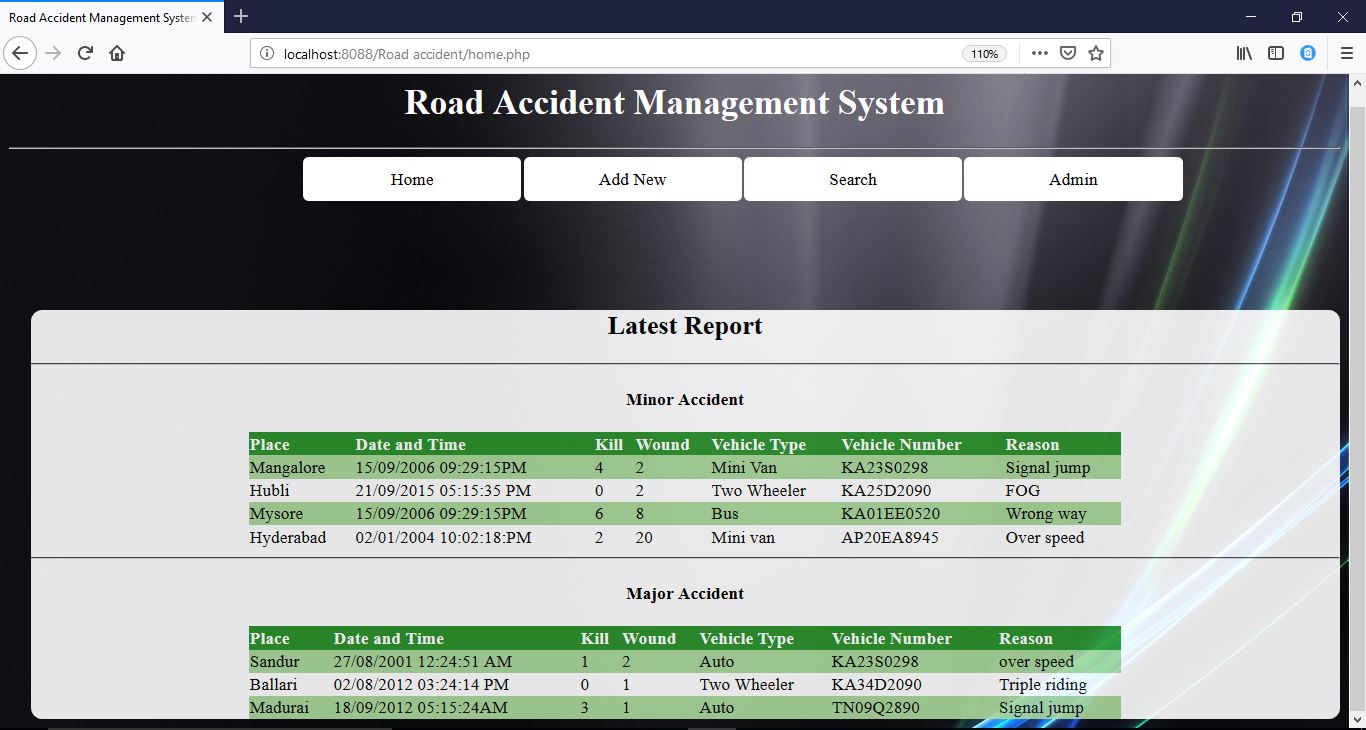 Road Accident Management System
localhost:8088/Road accident/home.php 110%
Road Accident Management System
Home Add New Search Admin
Latest Report
Minor Accident
Place Date and Time Kill Wound Vehicle Type Vehicle Number Reason
Mangalore 15/09/2006 09:29:15PM 4 2 Mini Van KA23S0298 Signal jump
Hubli 21/09/2015 05:15:35 PM 0 2 Two Wheeler KA25D2090 FOG
Mysore 15/09/2006 09:29:15PM 6 8 Bus KA01EE0520 Wrong way
Hyderabad 02/01/2004 10:02:18:PM 2 20 Mini van AP20EA8945 Over speed
Major Accident
Place Date and Time Kill Wound Vehicle Type Vehicle Number Reason
Sandur 27/08/2001 12:24:51 AM 1 2 Auto KA23S0298 over speed
Ballari 02/08/2012 03:24:14 PM 0 1 Two Wheeler KA34D2090 Triple riding
Madurai 18/09/2012 05:15:24AM 3 1 Auto TN09Q2890 Signal jump